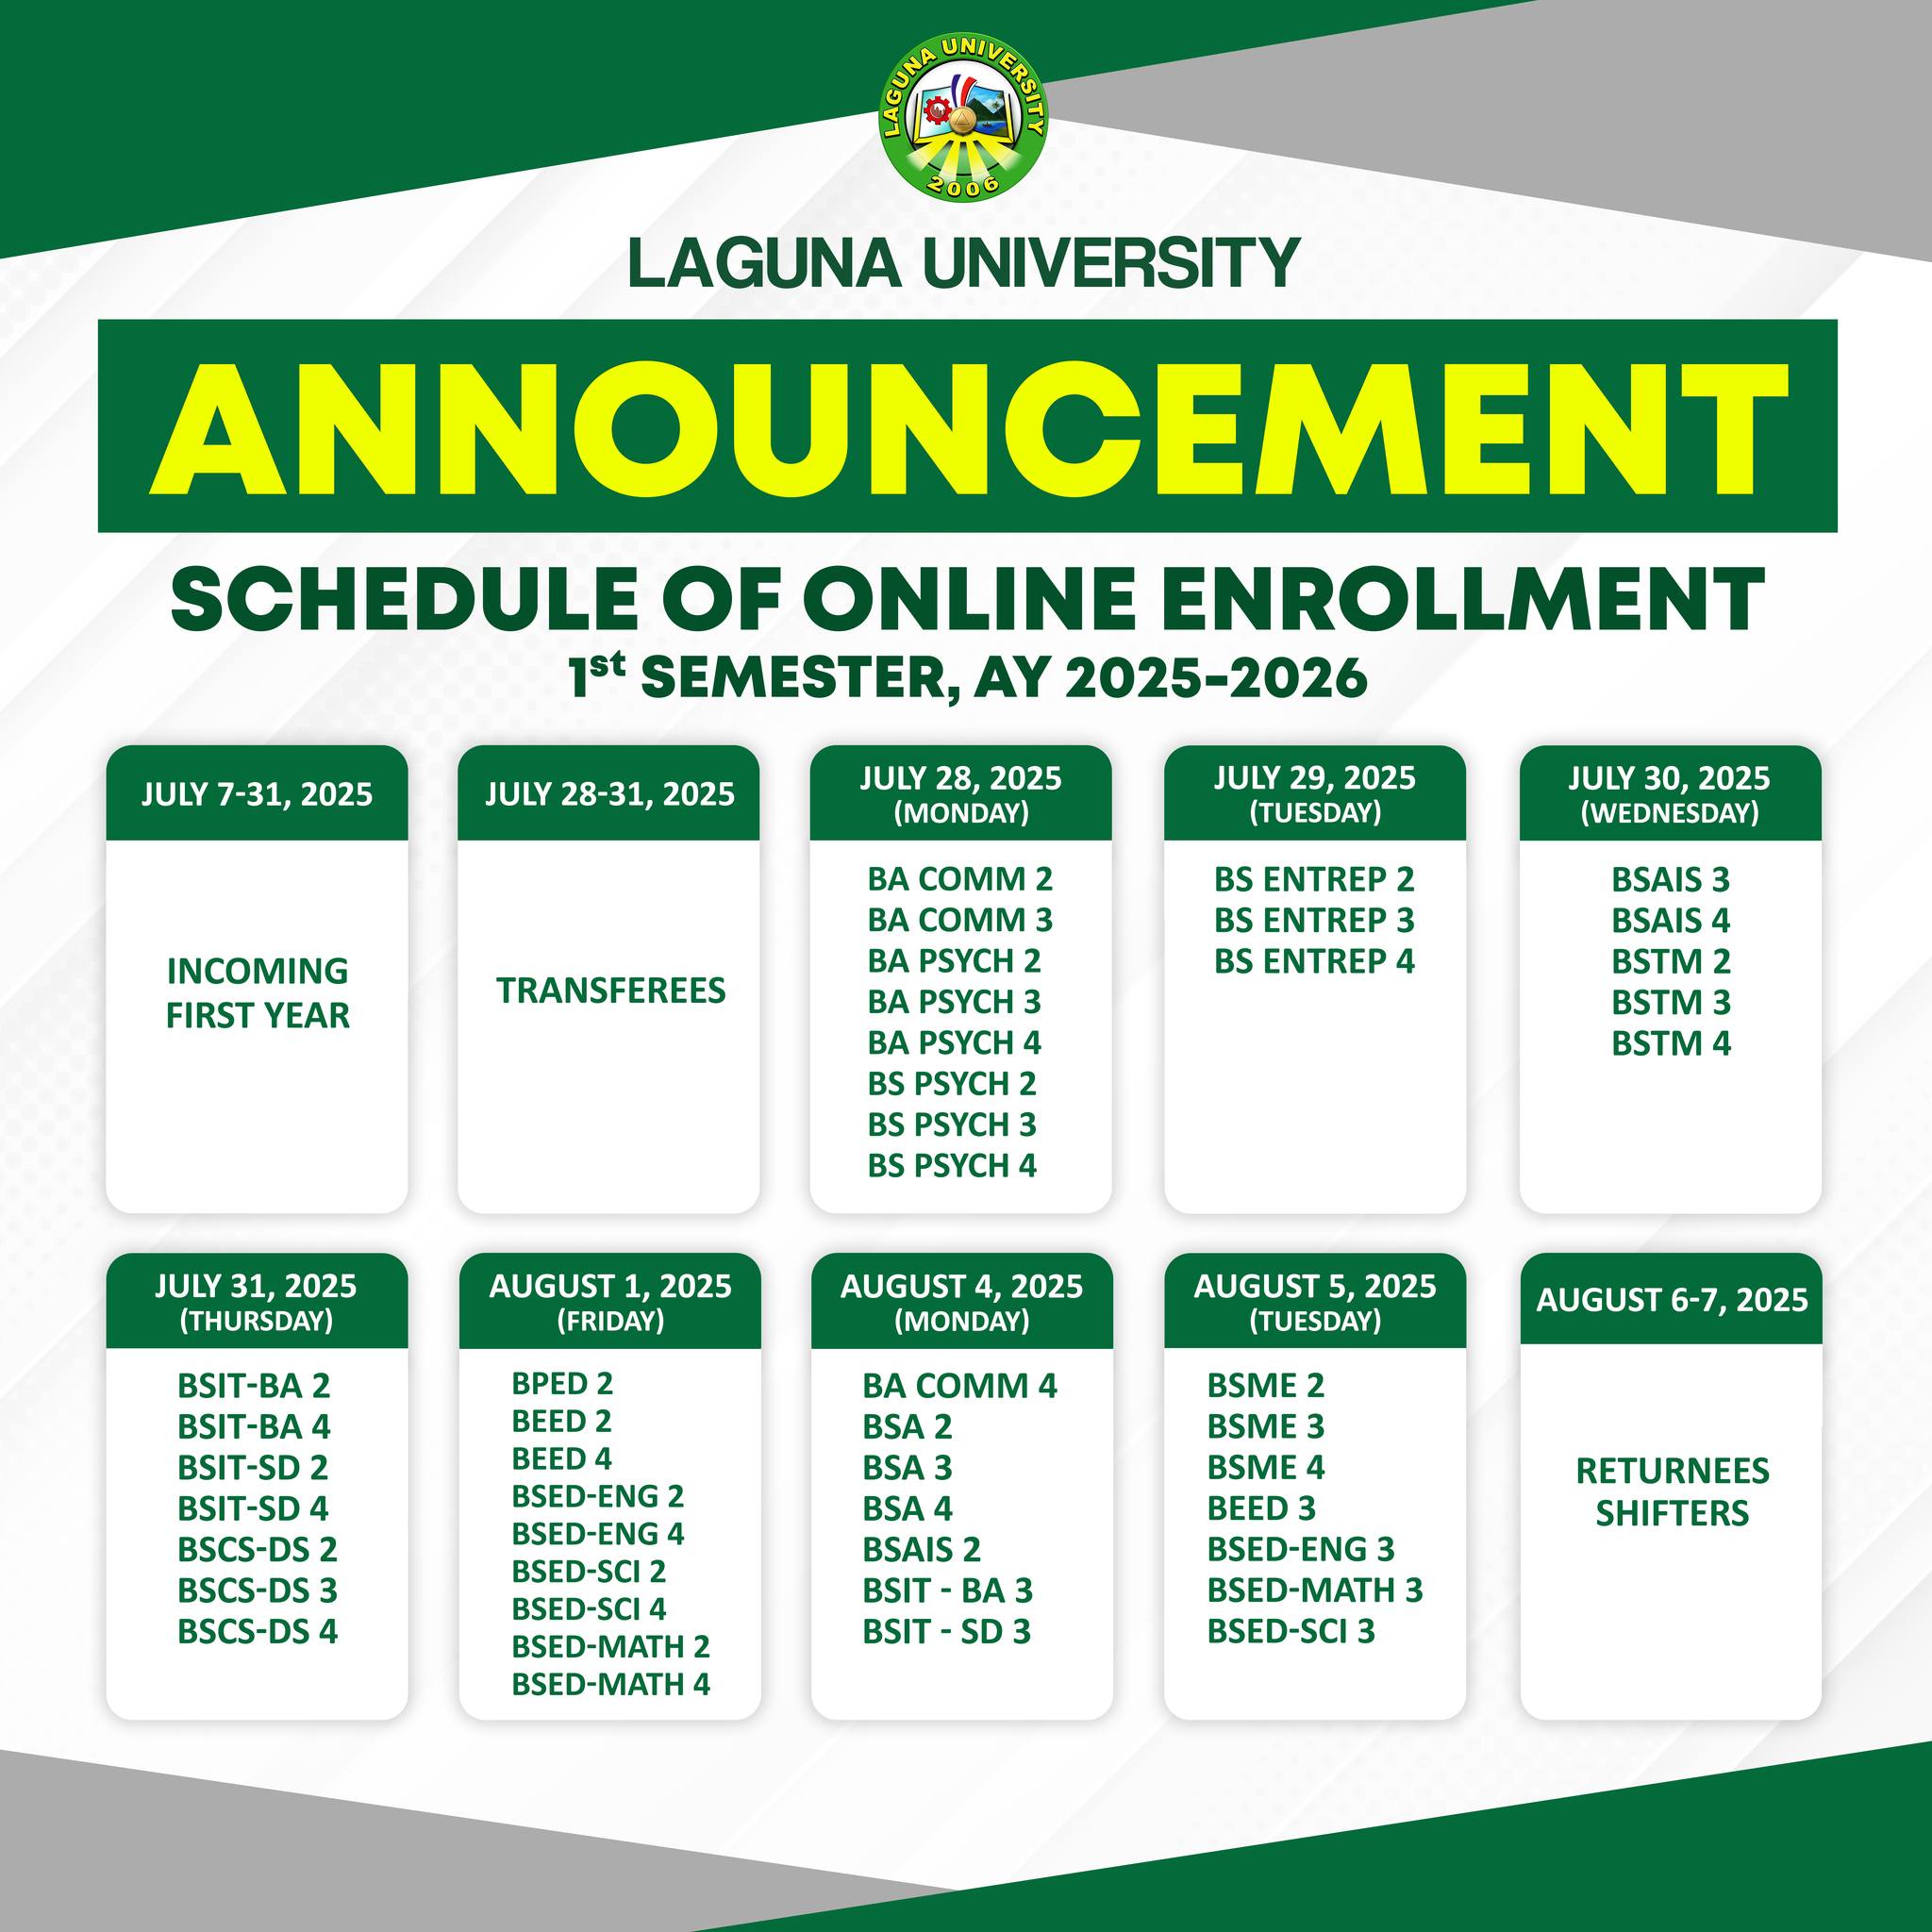 LAGUNA UNIVERSITY
2006
LAGUNA UNIVERSITY
ANNOUNCEMENT
SCHEDULE OF ONLINE ENROLLMENT
1st SEMESTER, AY 2025-2026
JULY 7-31, 2025
INCOMING
FIRST YEAR
JULY 28-31, 2025
TRANSFEREES
JULY 28, 2025
(MONDAY)
BA COMM 2
BA COMM 3
BA PSYCH 2
BA PSYCH 3
BA PSYCH 4
BS PSYCH 2
BS PSYCH 3
BS PSYCH 4
JULY 29, 2025
(TUESDAY)
BS ENTREP 2
BS ENTREP 3
BS ENTREP 4
JULY 30, 2025
(WEDNESDAY)
BSAIS 3
BSAIS 4
BSTM 2
BSTM 3
BSTM 4
JULY 31, 2025
(THURSDAY)
BSIT-BA 2
BSIT-BA 4
BSIT-SD 2
BSIT-SD 4
BSCS-DS 2
BSCS-DS 3
BSCS-DS 4
AUGUST 1, 2025
(FRIDAY)
BPED 2
BEED 2
BEED 4
BSED-ENG 2
BSED-ENG 4
BSED-SCI 2
BSED-SCI 4
BSED-MATH 2
BSED-MATH 4
AUGUST 4, 2025
(MONDAY)
BA COMM 4
BSA 2
BSA 3
BSA 4
BSAIS 2
BSIT - BA 3
BSIT - SD 3
AUGUST 5, 2025
(TUESDAY)
BSME 2
BSME 3
BSME 4
BEED 3
BSED-ENG 3
BSED-MATH 3
BSED-SCI 3
AUGUST 6-7, 2025
RETURNEES
SHIFTERS